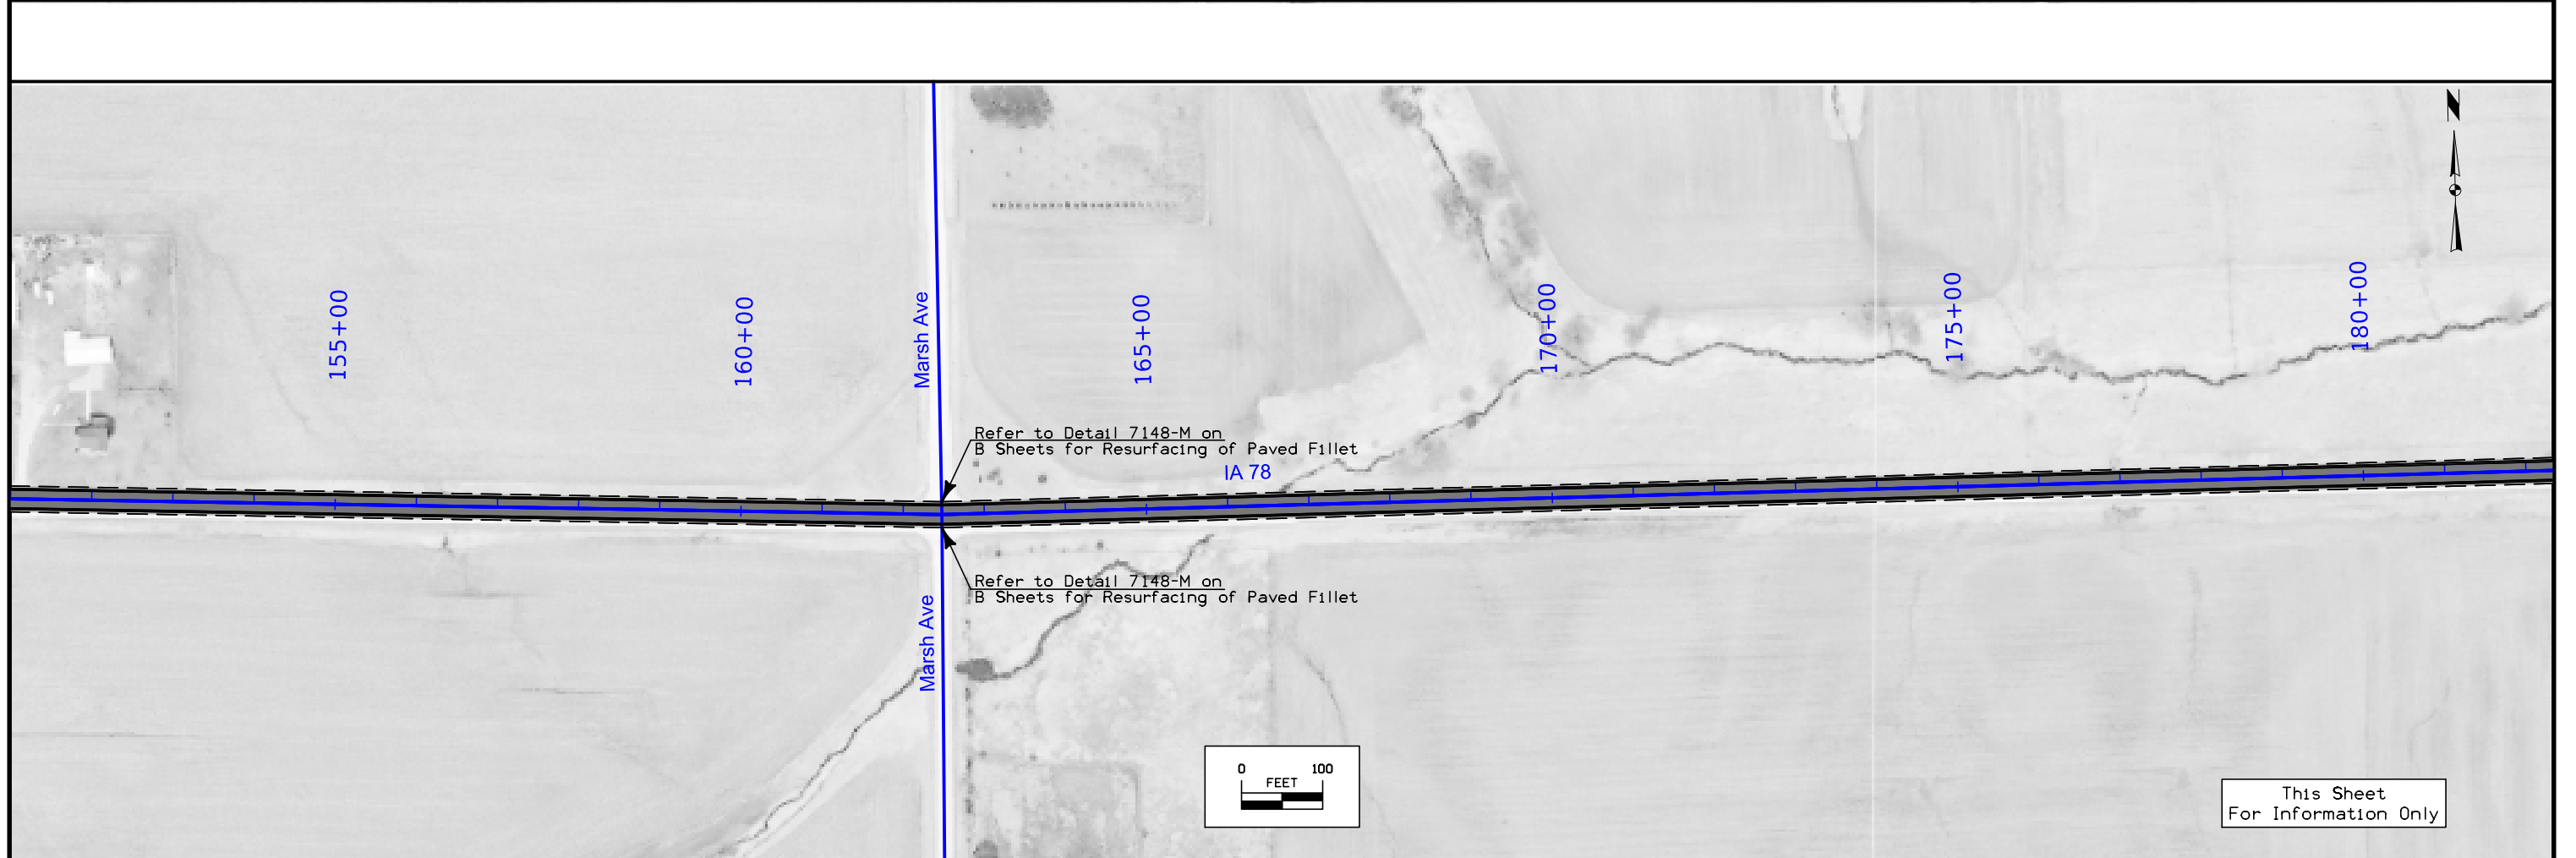 N
155+00
160+00
Marsh Ave
165+00
170+00
175+00
180+00
Refer to Detail 7148-M on
B Sheets for Resurfacing of Paved Fillet
IA 78
Refer to Detail 7148-M on
B Sheets for Resurfacing of Paved Fillet
Marsh Ave
0 100
FEET
This Sheet
For Information Only